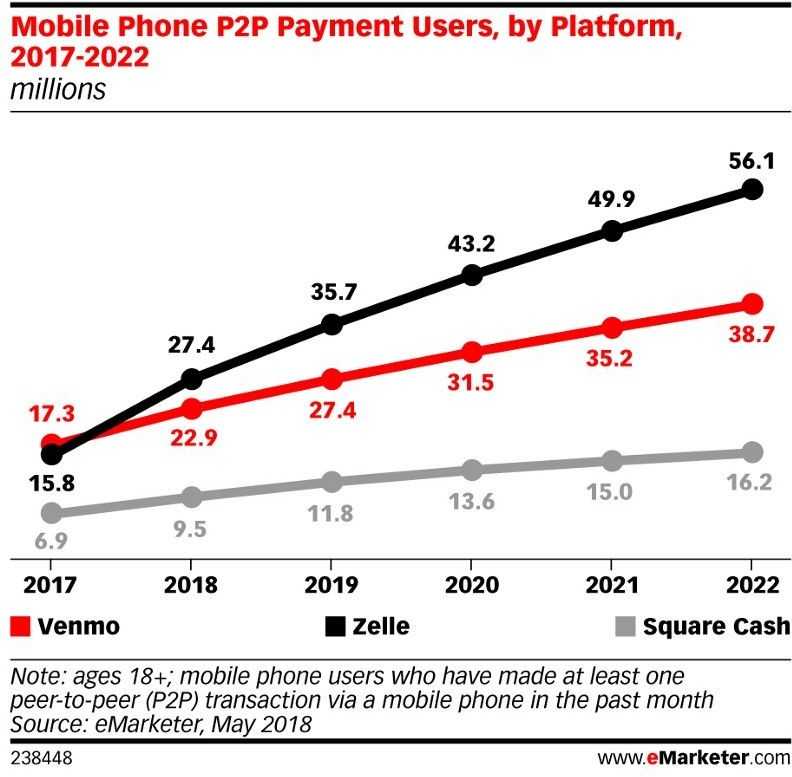 Mobile Phone P2P Payment Users, by Platform,
2017-2022
millions
56.1
49.9
43.2
35.7
27.4
38.7
35.2
31.5
27.4
22.9
17.3
15.8
16.2
15.0
13.6
11.8
9.5
6.9
2017 2018 2019 2020 2021 2022
Venmo Zelle Square Cash
Note: ages 18+; mobile phone users who have made at least one
peer-to-peer (P2P) transaction via a mobile phone in the past month
Source: eMarketer, May 2018
238448 www.eMarketer.com